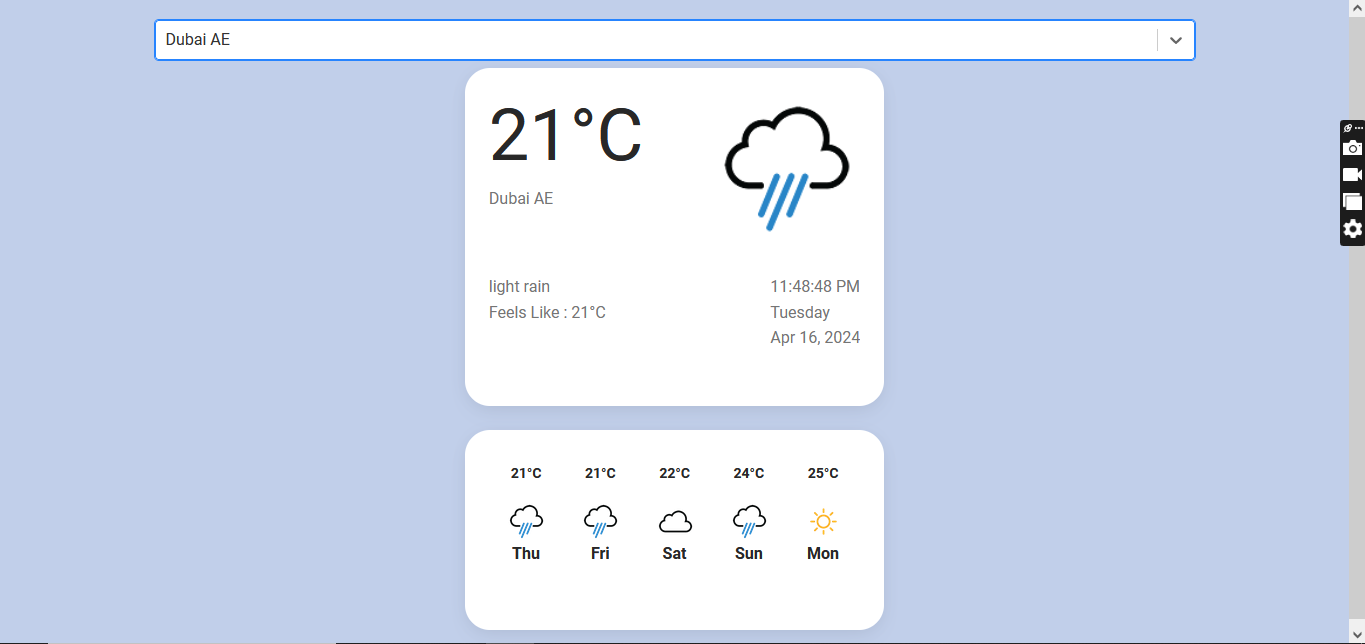 Dubai AE
21°C
Dubai AE
light rain
Feels Like : 21°C
11:48:48 PM
Tuesday
Apr 16, 2024
21°C 21°C 22°C 24°C 25°C
Thu Fri Sat Sun Mon